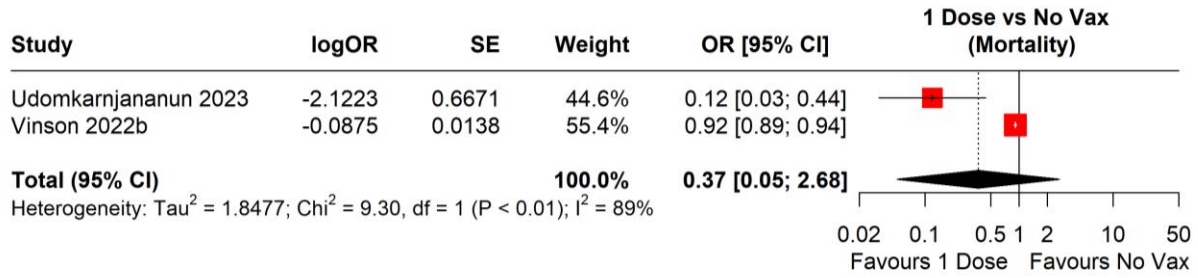 1 Dose vs No Vax
Study logOR SE Weight OR [95% CI] (Mortality)
Udomkarnjananun 2023 -2.1223 0.6671 44.6% 0.12 [0.03; 0.44]
Vinson 2022b -0.0875 0.0138 55.4% 0.92 [0.89; 0.94]
Total (95% CI) 100.0% 0.37 [0.05; 2.68]
Heterogeneity: Tau² = 1.8477; Chi² = 9.30, df = 1 (P < 0.01); I² = 89%
0.02 0.1 0.5 1 2 10 50
Favours 1 Dose Favours No Vax